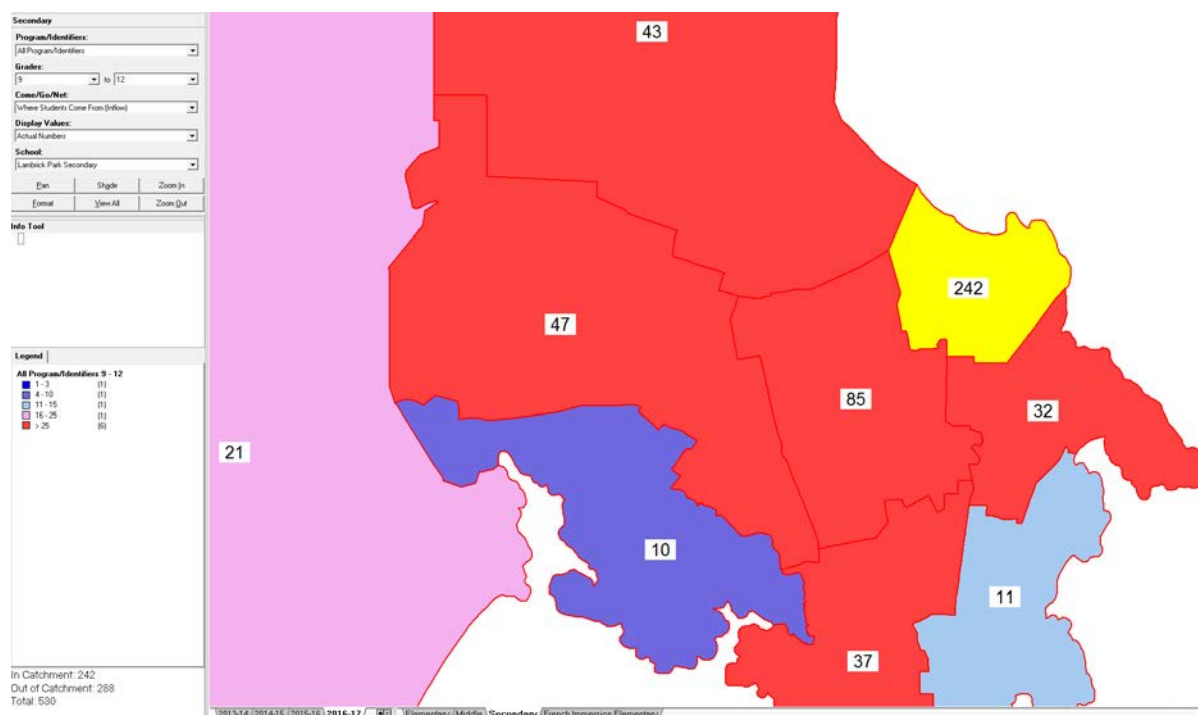 Secondary
Program/Identifiers:
All Program/Identifiers
Grades:
9 to 12
Come/Go/Net:
Where Students Come From (Inflow)
Display Values:
Actual Numbers
School:
Lambrick Park Secondary
Pan Shade Zoom In
Format View All Zoom Out
Info Tool
Legend
All Program/Identifiers 9 - 12
1 - 3 (1)
4 - 10 (1)
11 - 15 (1)
16 - 25 (1)
> 25 (6)
In Catchment: 242
Out of Catchment: 288
Total: 530
43
242
47
85
32
21
10
11
37
2013-14 2014-15 2015-16 2016-17 Elementary Middle Secondary French Immersion Elementary